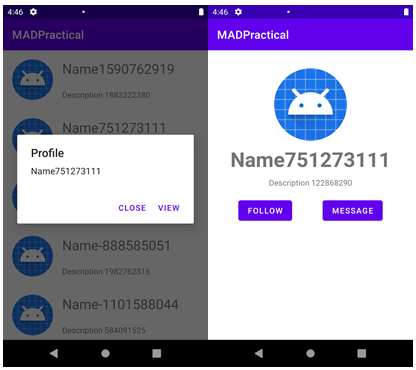 4:46
MADPractical
Name1590762919
Description 1883222380
Name751273111
Profile
Name751273111
CLOSE VIEW
Name-888585051
Description 1982762316
Name-1101588044
Description 584091525
4:46
MADPractical
Name751273111
Description 122868290
FOLLOW MESSAGE